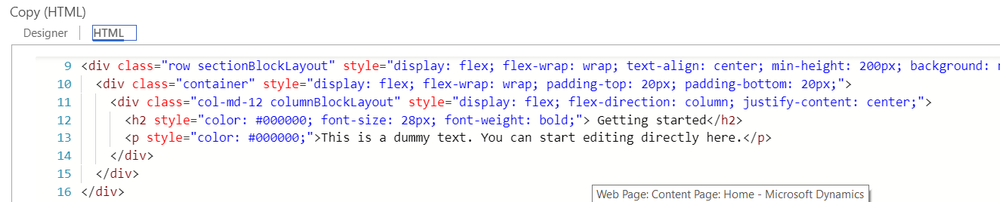 Copy (HTML)
Designer | HTML
9 <div class="row sectionBlockLayout" style="display: flex; flex-wrap: wrap; text-align: center; min-height: 200px; background:
10 <div class="container" style="display: flex; flex-wrap: wrap; padding-top: 20px; padding-bottom: 20px;">
11 <div class="col-md-12 columnBlockLayout" style="display: flex; flex-direction: column; justify-content: center;">
12 <h2 style="color: #000000; font-size: 28px; font-weight: bold;"> Getting started</h2>
13 <p style="color: #000000;">This is a dummy text. You can start editing directly here.</p>
14 </div>
15 </div>
16 </div>
Web Page: Content Page: Home - Microsoft Dynamics